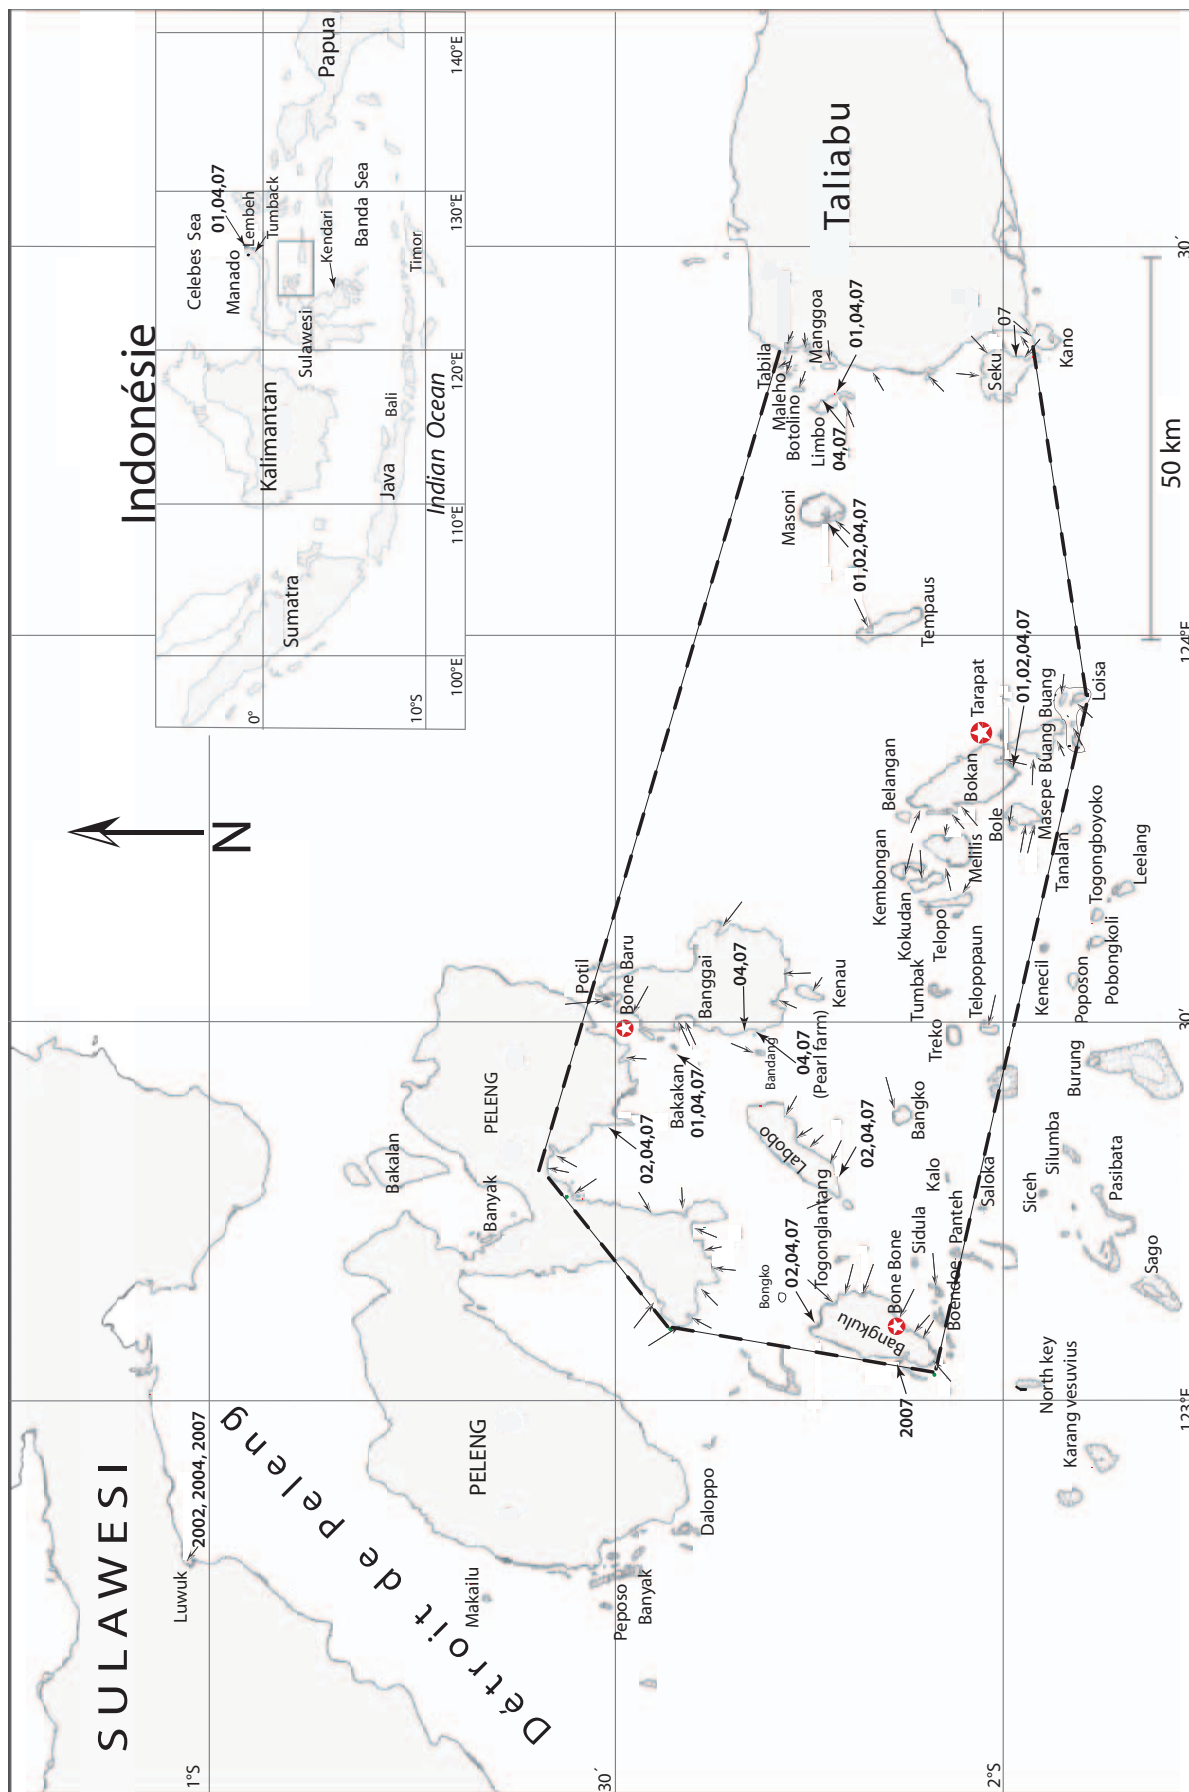 Indonésie
Celebes Sea
01,04,07
Manado
Lembeh
Tumback
Kalimantan
Sulawesi
Kendari
Banda Sea
Papua
Sumatra
Java
Bali
Timor
Indian Ocean
0°
10°S
100°E
110°E
120°E
130°E
140°E
N
SULAWESI
Luwuk
2002, 2004, 2007
Détroit de Peleng
1°S
30´
2°S
123°E
30´
124°E
30´
50 km
Bakalan
PELENG
Banyak
PELENG
Makailu
Peposo
Banyak
Daloppo
Potil
Bone Baru
02,04,07
Bakakan
01,04,07
Banggai
04,07
Bandang
04,07
(Pearl farm)
Kenau
Labobo
02,04,07
Togonglantang
Bongko
02,04,07
Bangkulu
Bone Bone
2007
Sidula
Boendoe
Panteh
Kalo
Bangko
Saloka
Siceh
Silumba
Pasibata
Sago
North key
Karang vesuvius
Burung
Treko
Tumbak
Telopopaun
Kenecil
Poposon
Pobongkoli
Togongboyoko
Leelang
Tanalan
Kembongan
Kokudan
Telopo
Melilis
Belangan
Bokan
Bole
Tarapat
01,02,04,07
Masepe
Buang Buang
Loisa
Tempaus
01,02,04,07
Masoni
Tabila
Maleho
Botolino
Limbo
04,07
Manggoa
01,04,07
Taliabu
Seku
07
Kano